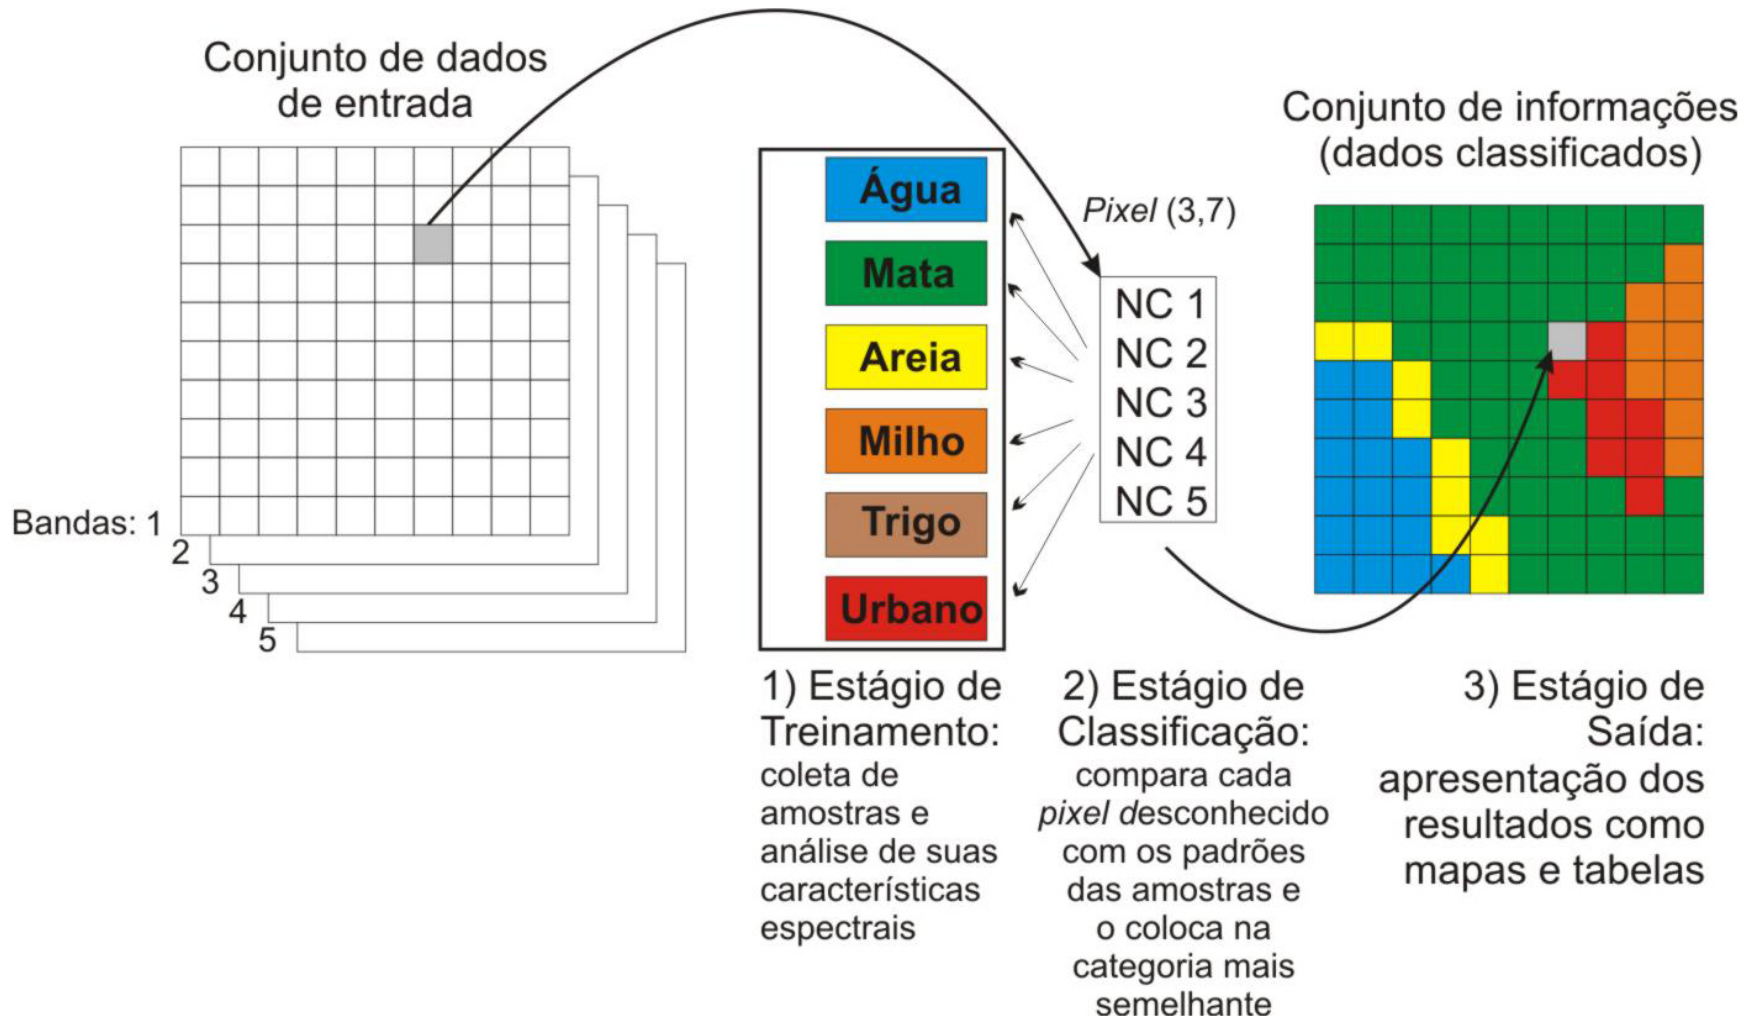 Conjunto de dados
de entrada
Bandas: 1
2
3
4
5
Água
Mata
Areia
Milho
Trigo
Urbano
Pixel (3,7)
NC 1
NC 2
NC 3
NC 4
NC 5
Conjunto de informações
(dados classificados)
1) Estágio de
Treinamento:
coleta de
amostras e
análise de suas
características
espectrais
2) Estágio de
Classificação:
compara cada
pixel desconhecido
com os padrões
das amostras e
o coloca na
categoria mais
semelhante
3) Estágio de
Saída:
apresentação dos
resultados como
mapas e tabelas